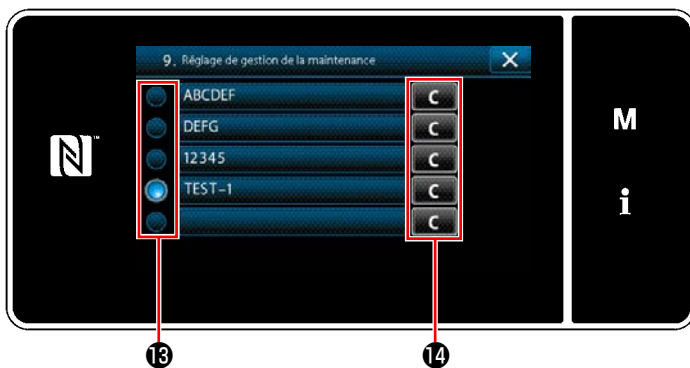 9. Réglage de gestion de la maintenance
ABCDEF C
DEFG C
12345 C
TEST-1 C
C
M
i
⓭ ⓮